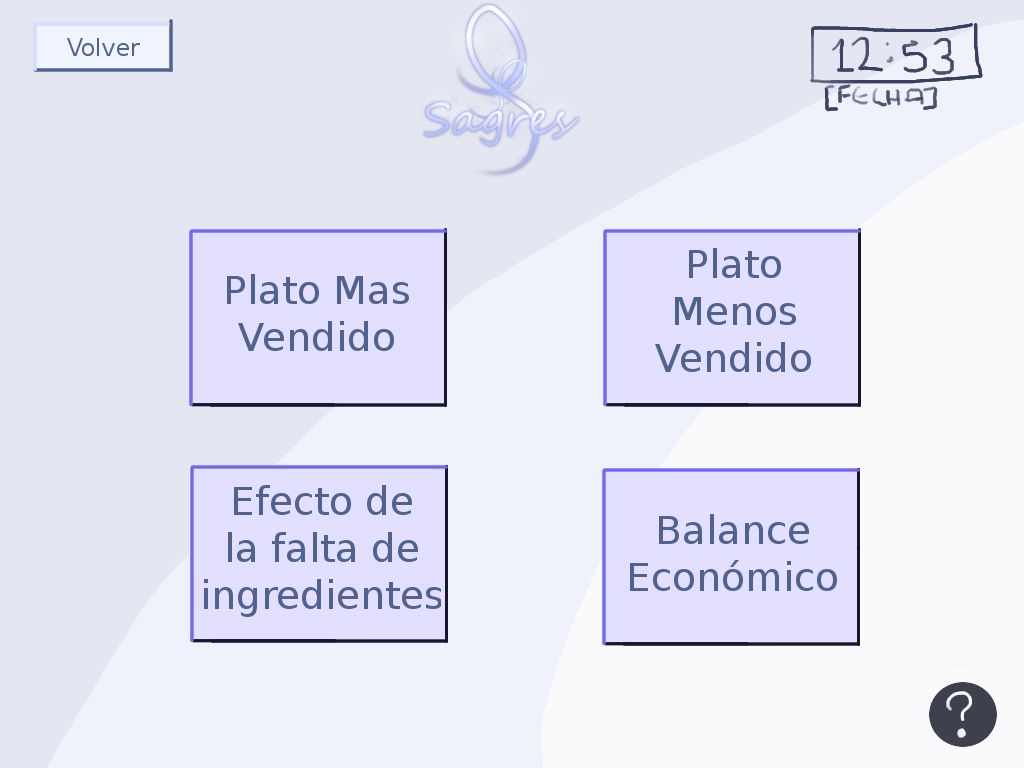 Volver
Sagres
12:53
[FECHA]
Plato Mas
Vendido
Plato
Menos
Vendido
Efecto de
la falta de
ingredientes
Balance
Económico
?